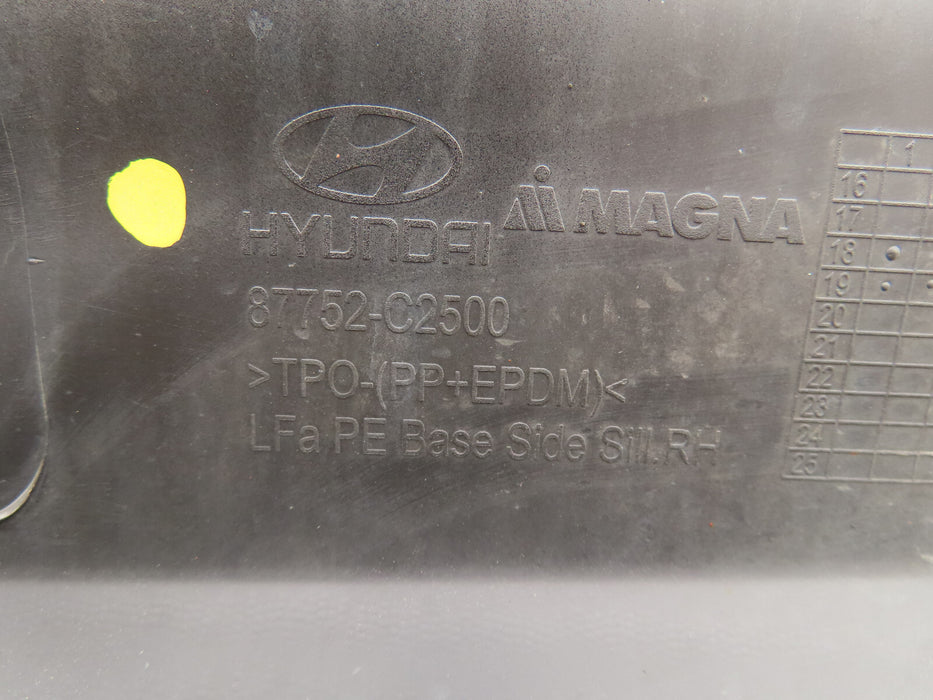 HYUNDAI
MAGNA
87752-C2500
>TPO-(PP+EPDM)<
LFa PE Base Side Sill.RH
1
16
17
18
19
20
21
22
23
24
25